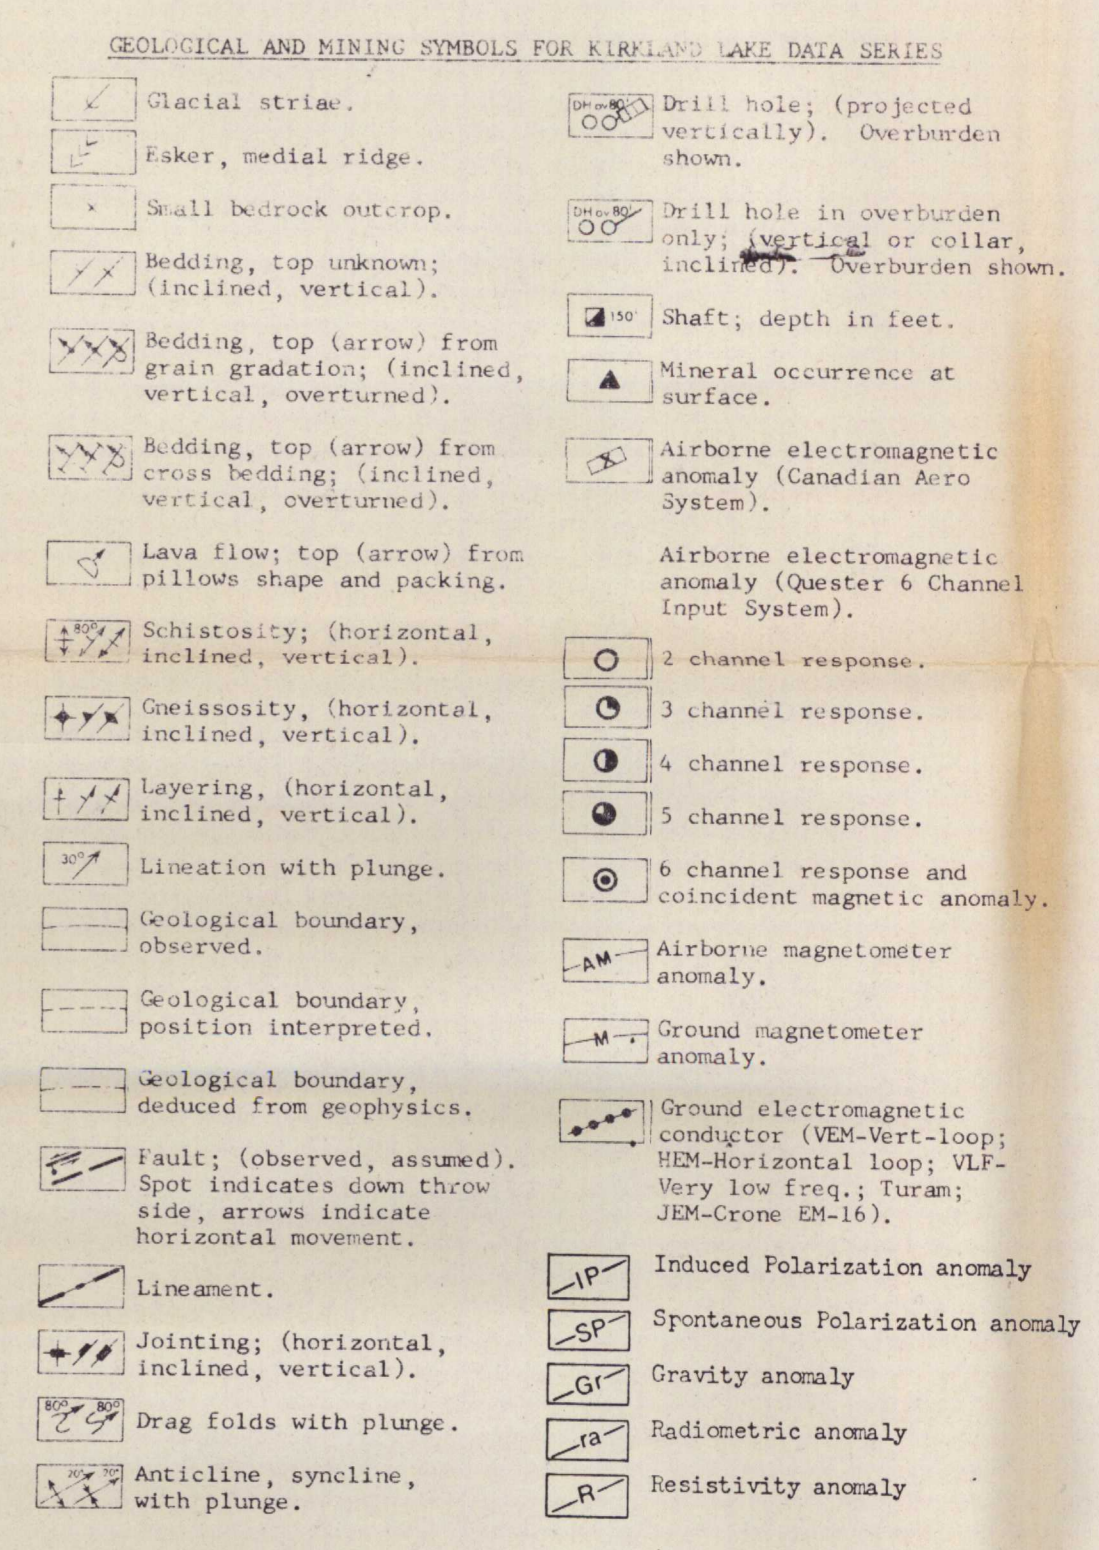 GEOLOGICAL AND MINING SYMBOLS FOR KIRKLAND LAKE DATA SERIES
Glacial striae.
Esker, medial ridge.
Small bedrock outcrop.
Bedding, top unknown;
(inclined, vertical).
Bedding, top (arrow) from
grain gradation; (inclined,
vertical, overturned).
Bedding, top (arrow) from
cross bedding; (inclined,
vertical, overturned).
Lava flow; top (arrow) from
pillows shape and packing.
80° Schistosity; (horizontal,
inclined, vertical).
Gneissosity, (horizontal,
inclined, vertical).
Layering, (horizontal,
inclined, vertical).
30° Lineation with plunge.
Geological boundary,
observed.
Geological boundary,
position interpreted.
Geological boundary,
deduced from geophysics.
Fault; (observed, assumed).
Spot indicates down throw
side, arrows indicate
horizontal movement.
Lineament.
Jointing; (horizontal,
inclined, vertical).
80° 80° Drag folds with plunge.
70° 70° Anticline, syncline,
with plunge.
DH ov 80' Drill hole; (projected
vertically). Overburden
shown.
DH ov 80' Drill hole in overburden
only; (vertical or collar,
inclined). Overburden shown.
150' Shaft; depth in feet.
Mineral occurrence at
surface.
Airborne electromagnetic
anomaly (Canadian Aero
System).
Airborne electromagnetic
anomaly (Quester 6 Channel
Input System).
2 channel response.
3 channel response.
4 channel response.
5 channel response.
6 channel response and
coincident magnetic anomaly.
AM Airborne magnetometer
anomaly.
M Ground magnetometer
anomaly.
Ground electromagnetic
conductor (VEM-Vert-loop;
HEM-Horizontal loop; VLF-
Very low freq.; Turam;
JEM-Crone EM-16).
IP Induced Polarization anomaly
SP Spontaneous Polarization anomaly
Gr Gravity anomaly
ra Radiometric anomaly
R Resistivity anomaly